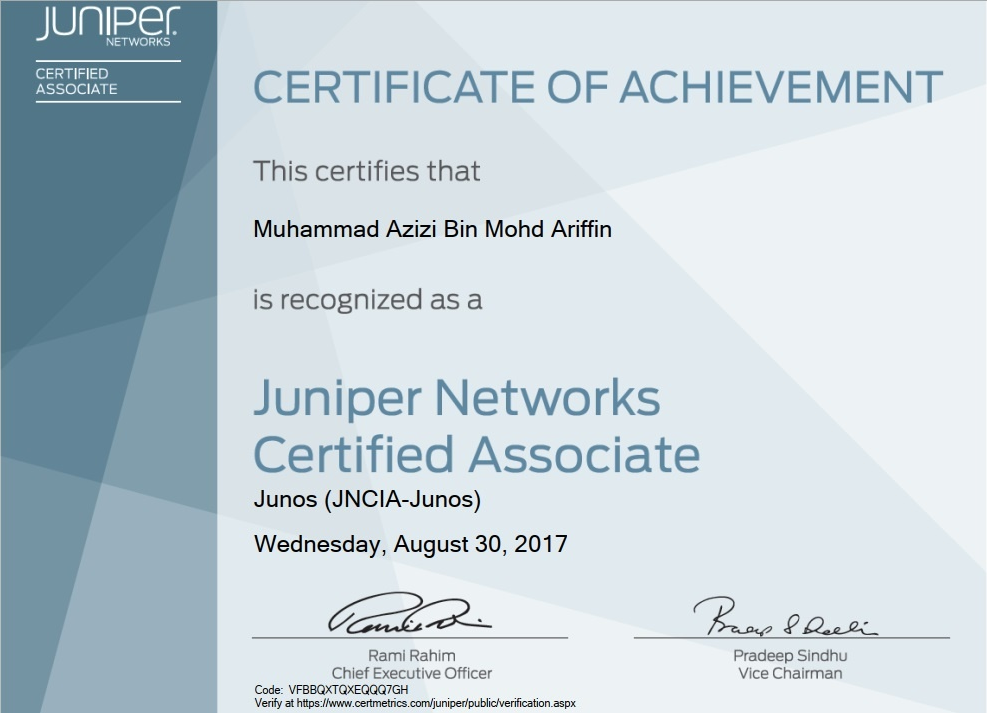 JUNIPEr
NETWORKS
CERTIFIED
ASSOCIATE
CERTIFICATE OF ACHIEVEMENT
This certifies that
Muhammad Azizi Bin Mohd Ariffin
is recognized as a
Juniper Networks
Certified Associate
Junos (JNCIA-Junos)
Wednesday, August 30, 2017
Rami Rahim
Chief Executive Officer
Pradeep Sindhu
Vice Chairman
Code: VFBBQXTQXEQQQ7GH
Verify at https://www.certmetrics.com/juniper/public/verification.aspx